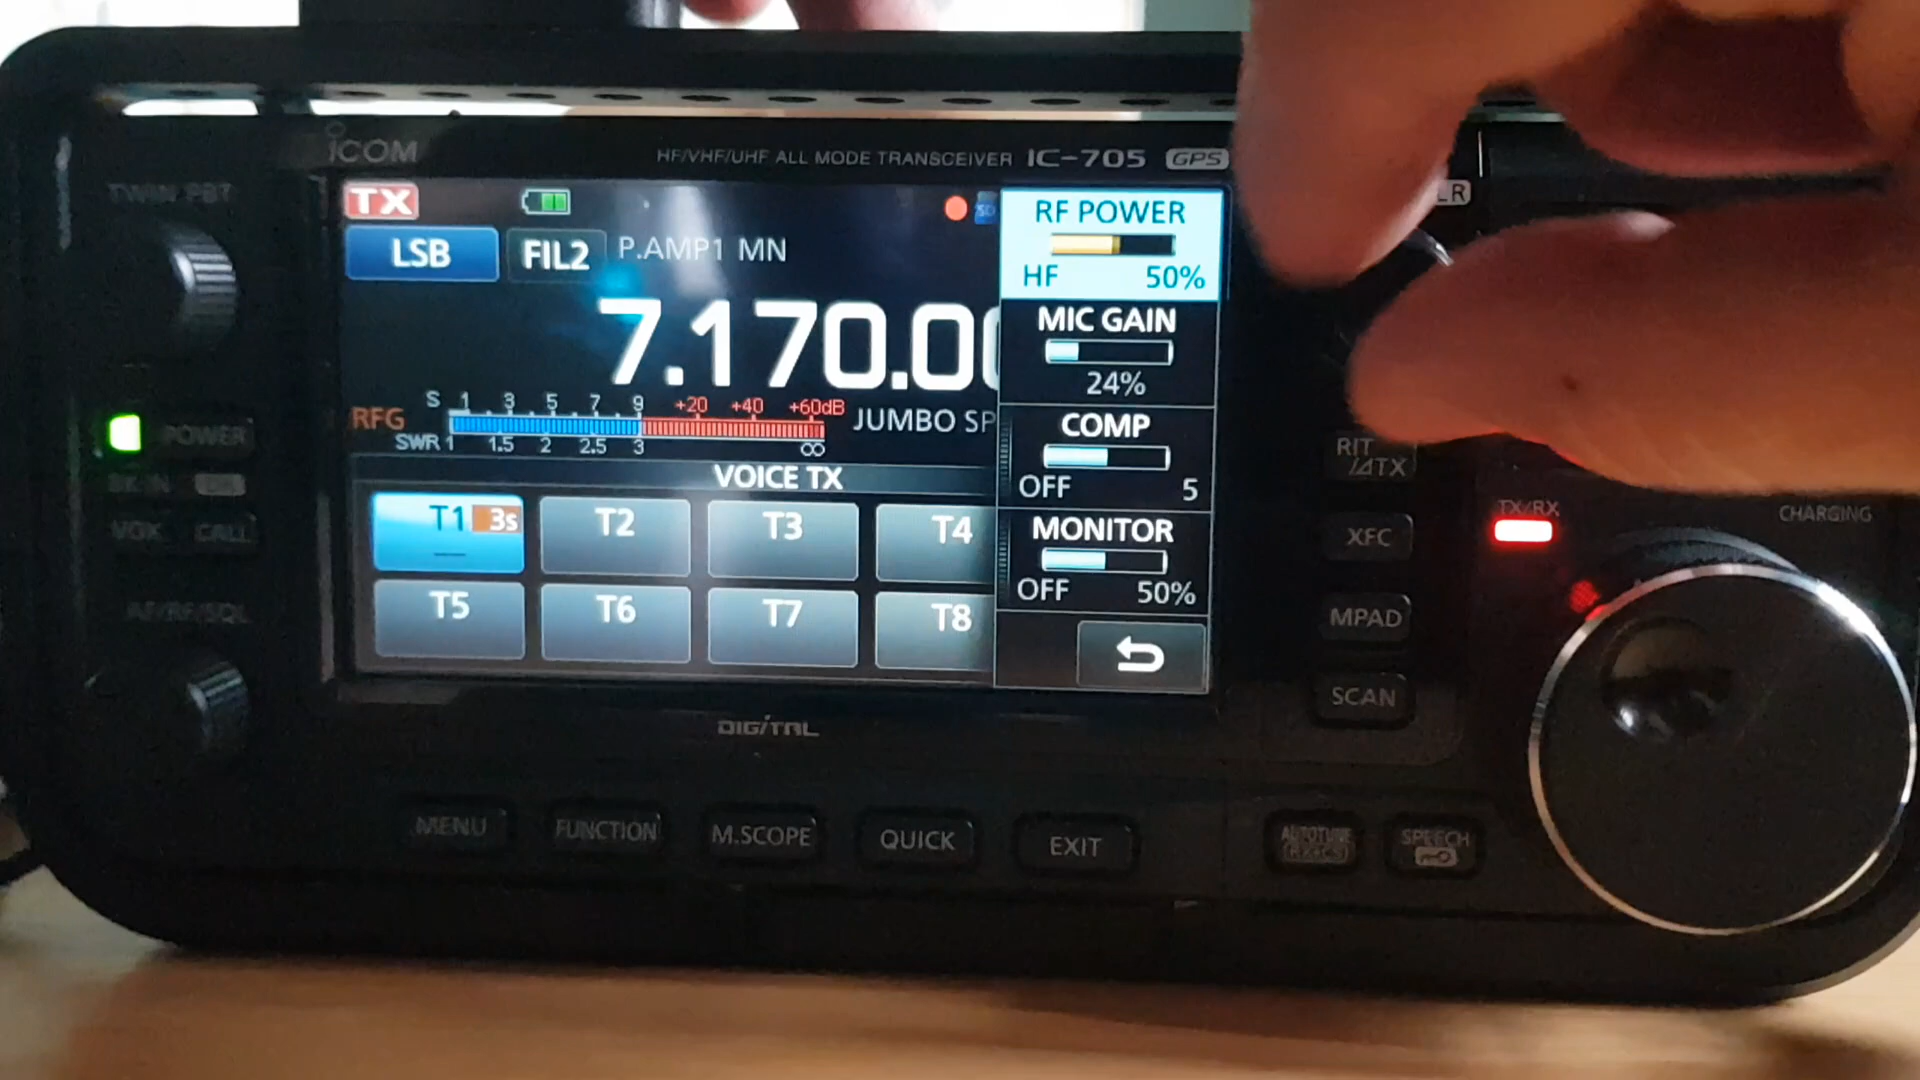 ICOM
HF/VHF/UHF ALL MODE TRANSCEIVER IC-705 GPS
TWIN PBT
TX
SD
RF POWER
HF 50%
LSB
FIL2
P.AMP1 MN
7.170.00
MIC GAIN
24%
RFG
S 1 3 5 7 9 +20 +40 +60dB
SWR 1 1.5 2 2.5 3 ∞
JUMBO SP
COMP
OFF 5
VOICE TX
T1 3s
T2
T3
T4
MONITOR
OFF 50%
T5
T6
T7
T8
POWER
VOX
CALL
AF/RF/SQL
RIT
/ΔTX
XFC
MPAD
SCAN
TX/RX
CHARGING
DIGITAL
MENU
FUNCTION
M.SCOPE
QUICK
EXIT
AUTOTUNE
SPEECH